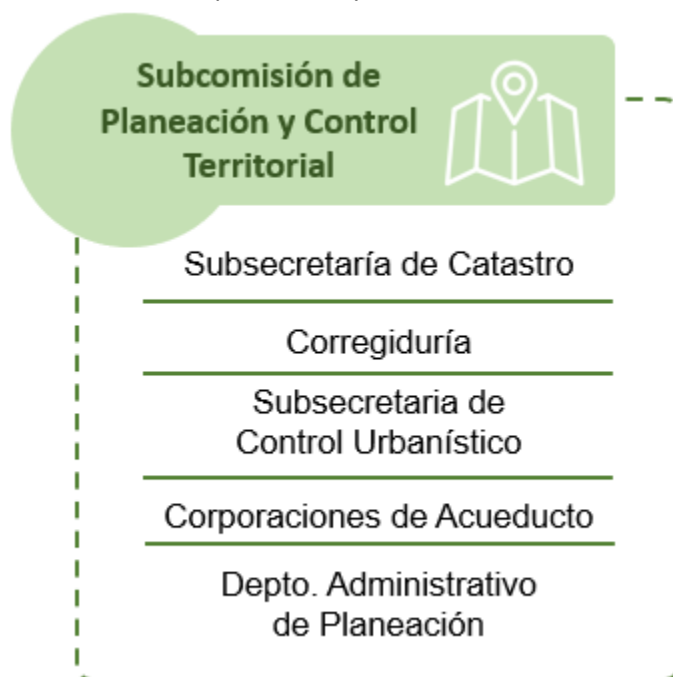 Subcomisión de
Planeación y Control
Territorial
Subsecretaría de Catastro
Corregiduría
Subsecretaria de
Control Urbanístico
Corporaciones de Acueducto
Depto. Administrativo
de Planeación